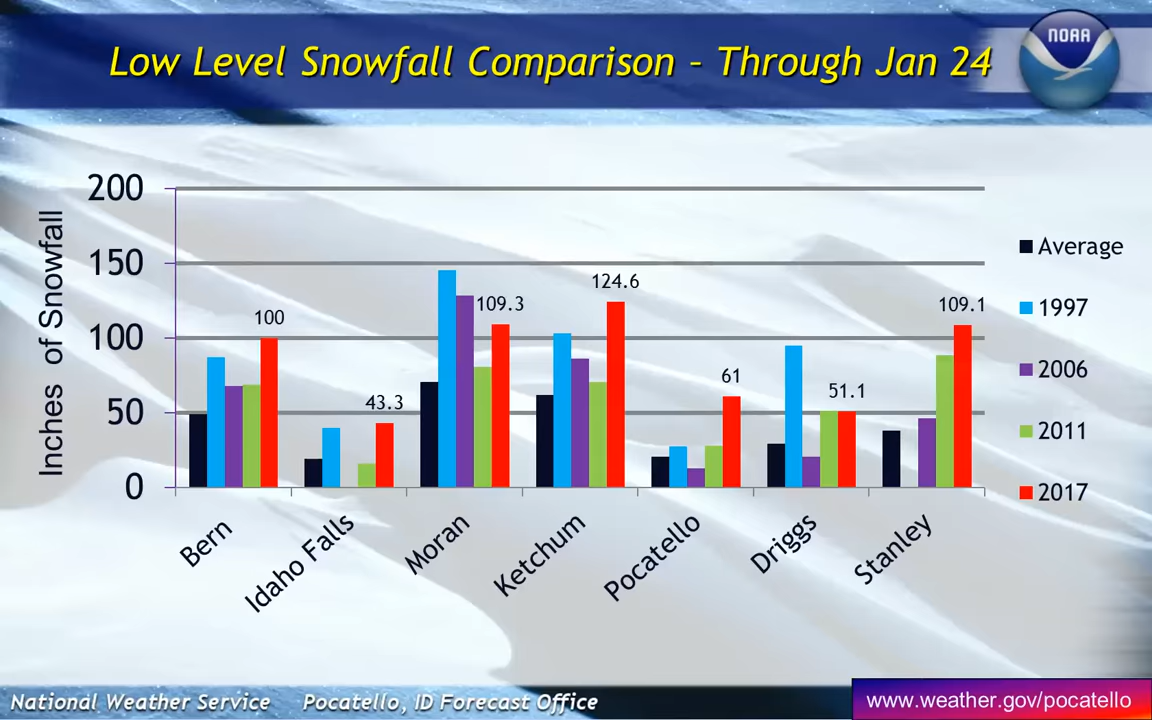 Low Level Snowfall Comparison – Through Jan 24
NOAA
Inches of Snowfall
200
150
100
50
0
100
43.3
109.3
124.6
61
51.1
109.1
Bern
Idaho Falls
Moran
Ketchum
Pocatello
Driggs
Stanley
Average
1997
2006
2011
2017
National Weather Service Pocatello, ID Forecast Office
www.weather.gov/pocatello